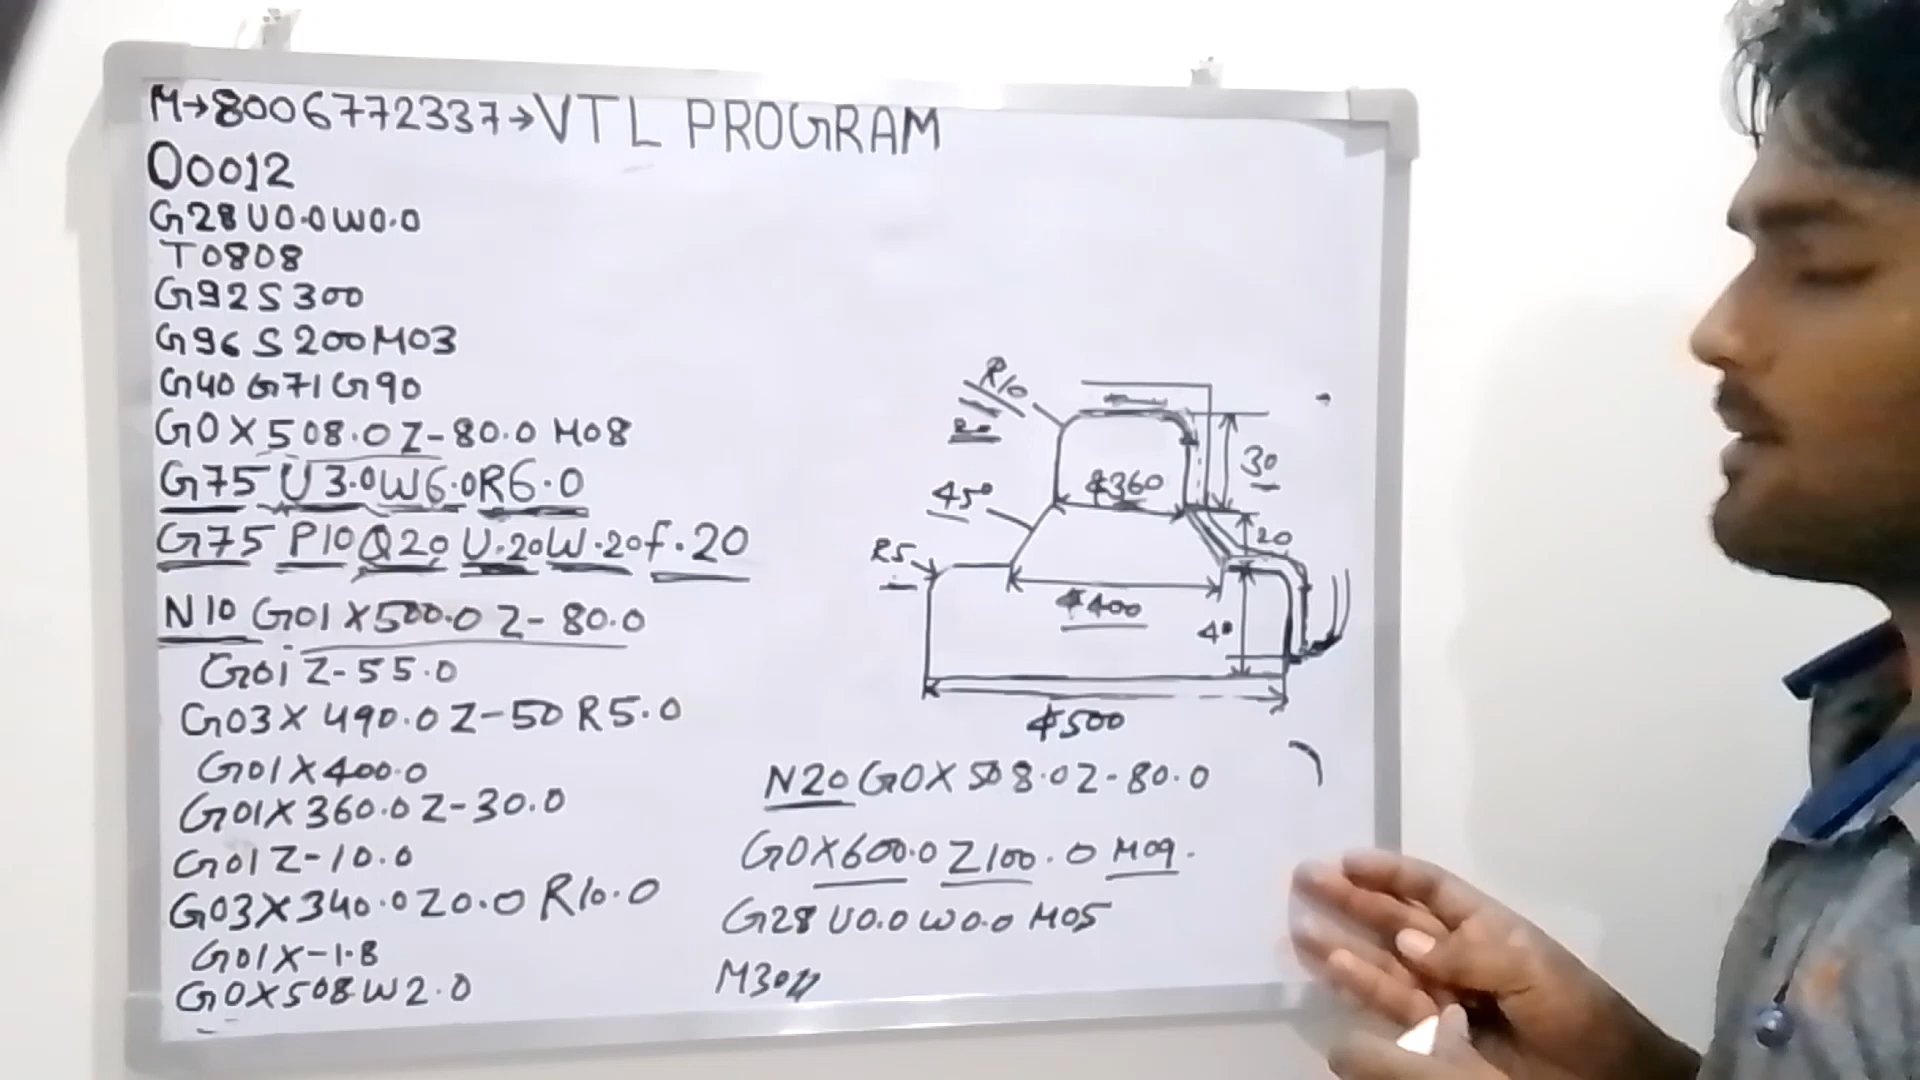 M→8006772337→VTL PROGRAM
O0012
G28 U0.0 W0.0
T0808
G92 S300
G96 S200 M03
G40 G71 G90
G0 X508.0 Z-80.0 M08
G75 U3.0 W6.0 R6.0
G75 P10 Q20 U.20 W.20 f.20
N10 G01 X500.0 Z-80.0
G01 Z-55.0
G03 X490.0 Z-50 R5.0
G01 X400.0
G01 X360.0 Z-30.0
G01 Z-10.0
G03 X340.0 Z0.0 R10.0
G01 X-1.8
G0 X508 W2.0
R10
30
ϕ360
45°
20
R5
ϕ400
40
ϕ500
N20 G0X508.0Z-80.0
G0X600.0 Z100.0 M09.
G28 U0.0 W0.0 M05
M30